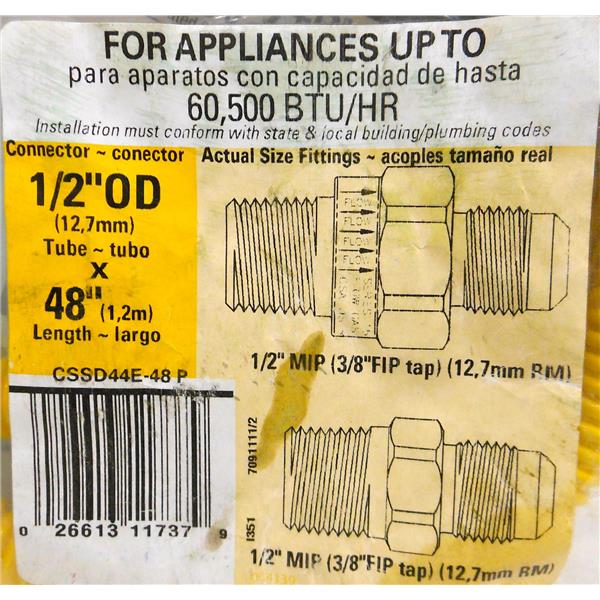 FOR APPLIANCES UP TO
para aparatos con capacidad de hasta
60,500 BTU/HR
Installation must conform with state & local building/plumbing codes
Connector ~ conector
Actual Size Fittings ~ acoples tamaño real
1/2"OD
(12,7mm)
Tube ~ tubo
x
48" (1,2m)
Length ~ largo
FLOW
FLOW
FLOW
FLOW
1/2" MIP (3/8"FIP tap) (12,7mm RM)
CSSD44E-48 P
7091111/2
1351
0 26613 11737 9
1/2" MIP (3/8"FIP tap) (12,7mm RM)